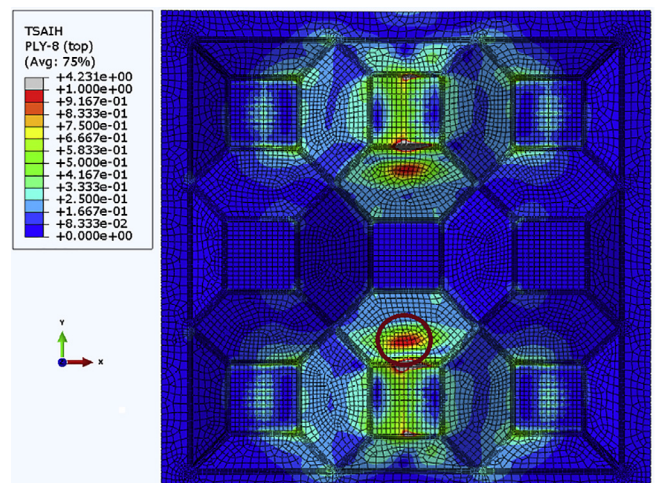 TSAIH
PLY-8 (top)
(Avg: 75%)
+4.231e+00
+1.000e+00
+9.167e-01
+8.333e-01
+7.500e-01
+6.667e-01
+5.833e-01
+5.000e-01
+4.167e-01
+3.333e-01
+2.500e-01
+1.667e-01
+8.333e-02
+0.000e+00
Y
X